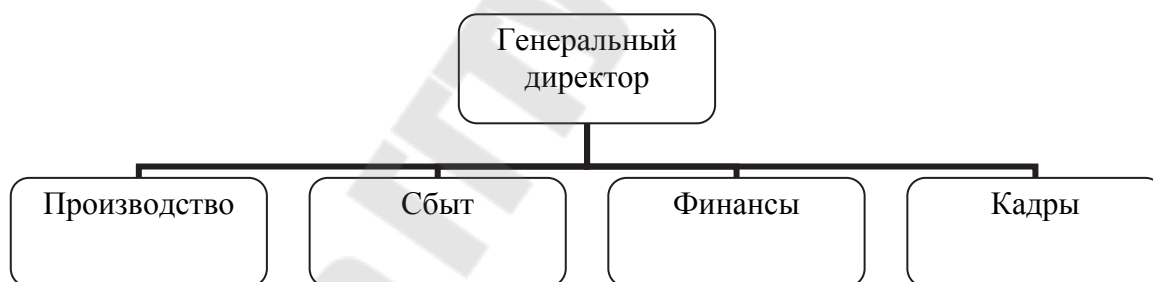 Генеральный
директор
Производство
Сбыт
Финансы
Кадры